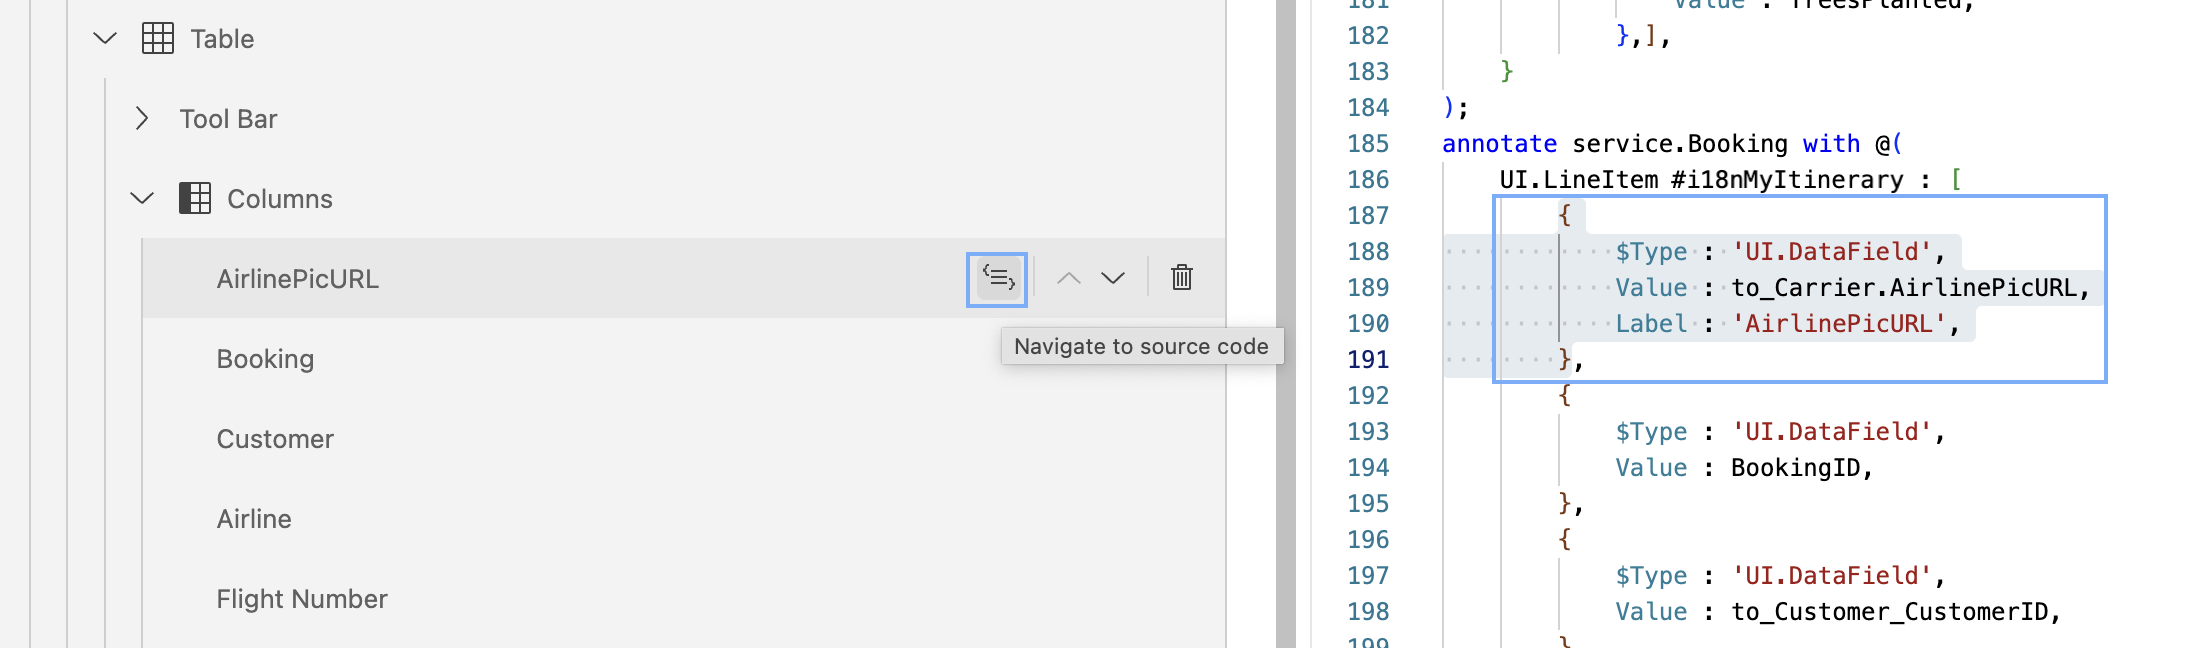 Table
Tool Bar
Columns
AirlinePicURL
Navigate to source code
Booking
Customer
Airline
Flight Number
181 Value : TreesPlanted,
182 },],
183 }
184 );
185 annotate service.Booking with @(
186 UI.LineItem #i18nMyItinerary : [
187 {
188 $Type : 'UI.DataField',
189 Value : to_Carrier.AirlinePicURL,
190 Label : 'AirlinePicURL',
191 },
192 {
193 $Type : 'UI.DataField',
194 Value : BookingID,
195 },
196 {
197 $Type : 'UI.DataField',
198 Value : to_Customer_CustomerID,
199 }